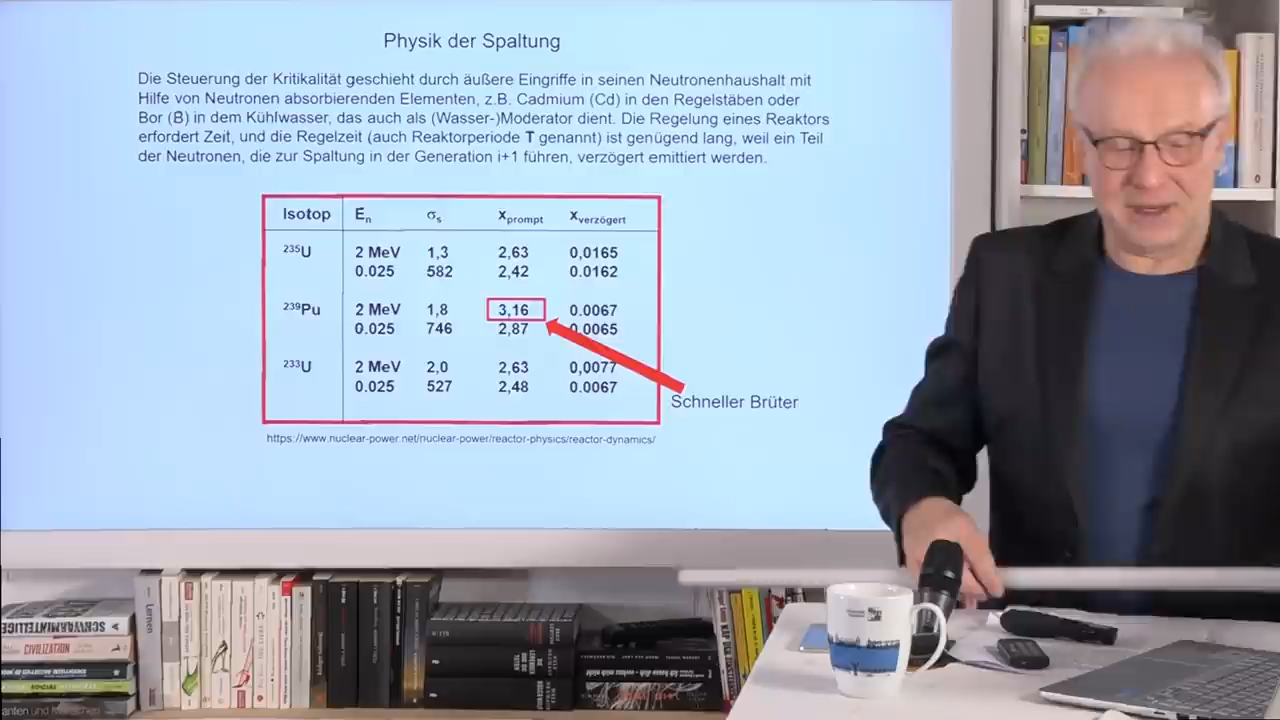 Physik der Spaltung
Die Steuerung der Kritikalität geschieht durch äußere Eingriffe in seinen Neutronenhaushalt mit
Hilfe von Neutronen absorbierenden Elementen, z.B. Cadmium (Cd) in den Regelstäben oder
Bor (B) in dem Kühlwasser, das auch als (Wasser-)Moderator dient. Die Regelung eines Reaktors
erfordert Zeit, und die Regelzeit (auch Reaktorperiode T genannt) ist genügend lang, weil ein Teil
der Neutronen, die zur Spaltung in der Generation i+1 führen, verzögert emittiert werden.
Isotop En σs xprompt xverzögert
235U 2 MeV 1,3 2,63 0,0165
0.025 582 2,42 0.0162
239Pu 2 MeV 1,8 3,16 0.0067
0.025 746 2,87 0.0065
233U 2 MeV 2,0 2,63 0,0077
0.025 527 2,48 0.0067
Schneller Brüter
https://www.nuclear-power.net/nuclear-power/reactor-physics/reactor-dynamics/
Lernen
SCHWARMINTELLIGE
CIVILIZATION